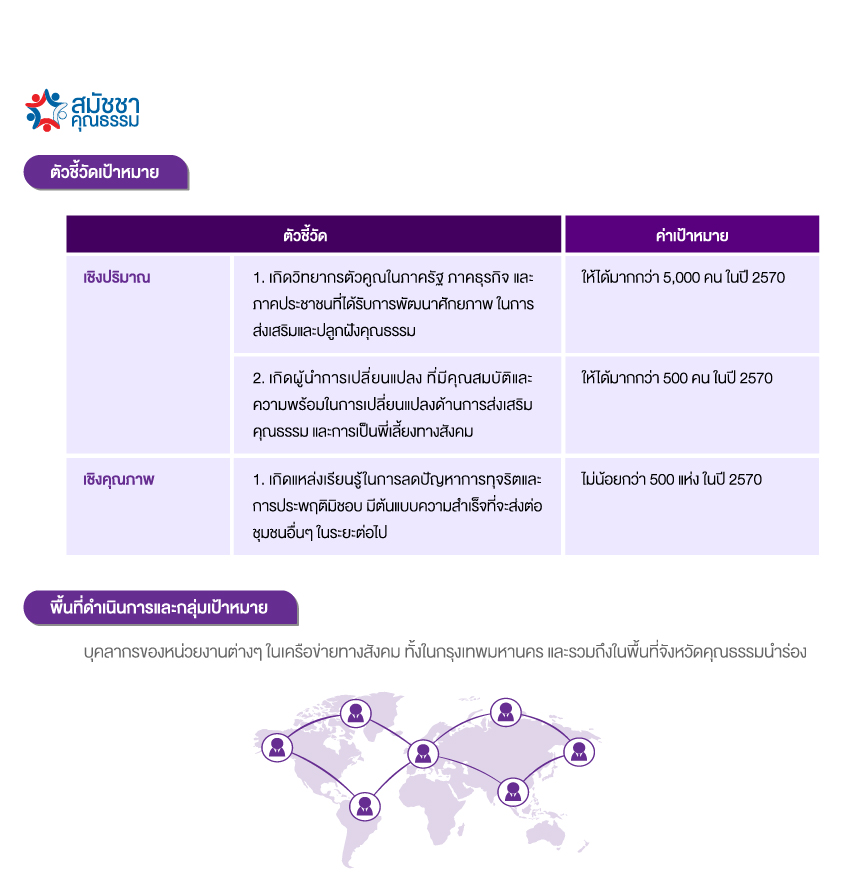 สมัชชา
คุณธรรม
ตัวชี้วัดเป้าหมาย
ตัวชี้วัด
ค่าเป้าหมาย
เชิงปริมาณ
1. เกิดวิทยากรตัวคูณในภาครัฐ ภาคธุรกิจ และ
ภาคประชาชนที่ได้รับการพัฒนาศักยภาพ ในการ
ส่งเสริมและปลูกฝังคุณธรรม
ให้ได้มากกว่า 5,000 คน ในปี 2570
2. เกิดผู้นำการเปลี่ยนแปลง ที่มีคุณสมบัติและ
ความพร้อมในการเปลี่ยนแปลงด้านการส่งเสริม
คุณธรรม และการเป็นพี่เลี้ยงทางสังคม
ให้ได้มากกว่า 500 คน ในปี 2570
เชิงคุณภาพ
1. เกิดแหล่งเรียนรู้ในการลดปัญหาการทุจริตและ
การประพฤติมิชอบ มีต้นแบบความสำเร็จที่จะส่งต่อ
ชุมชนอื่นๆ ในระยะต่อไป
ไม่น้อยกว่า 500 แห่ง ในปี 2570
พื้นที่ดำเนินการและกลุ่มเป้าหมาย
บุคลากรของหน่วยงานต่างๆ ในเครือข่ายทางสังคม ทั้งในกรุงเทพมหานคร และรวมถึงในพื้นที่จังหวัดคุณธรรมนำร่อง